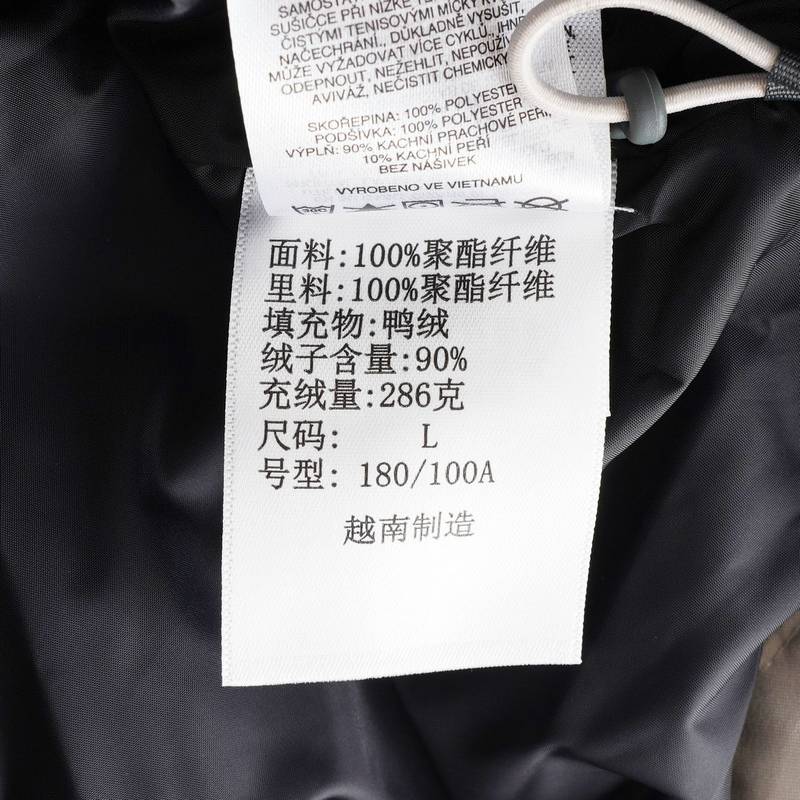 SAMOSTATN
SUŠIČCE PŘI NÍZKÉ TEP
ČISTÝMI TENISOVÝMI MÍČKY K
NAČECHRÁNÍ., DŮKLADNĚ VYSUŠIT,
MŮŽE VYŽADOVAT VÍCE CYKLŮ., IHNE
ODEPNOUT, NEŽEHLIT, NEPOUŽÍV
AVIVÁŽ, NEČISTIT CHEMICKY
SKOŘEPINA: 100% POLYESTER
PODŠÍVKA: 100% POLYESTER
VÝPLŇ: 90% KACHNÍ PRACHOVÉ PEŘÍ,
10% KACHNÍ PEŘÍ
BEZ NÁŠIVEK
VYROBENO VE VIETNAMU
面料:100%聚酯纤维
里料:100%聚酯纤维
填充物:鸭绒
绒子含量:90%
充绒量:286克
尺码: L
号型: 180/100A
越南制造